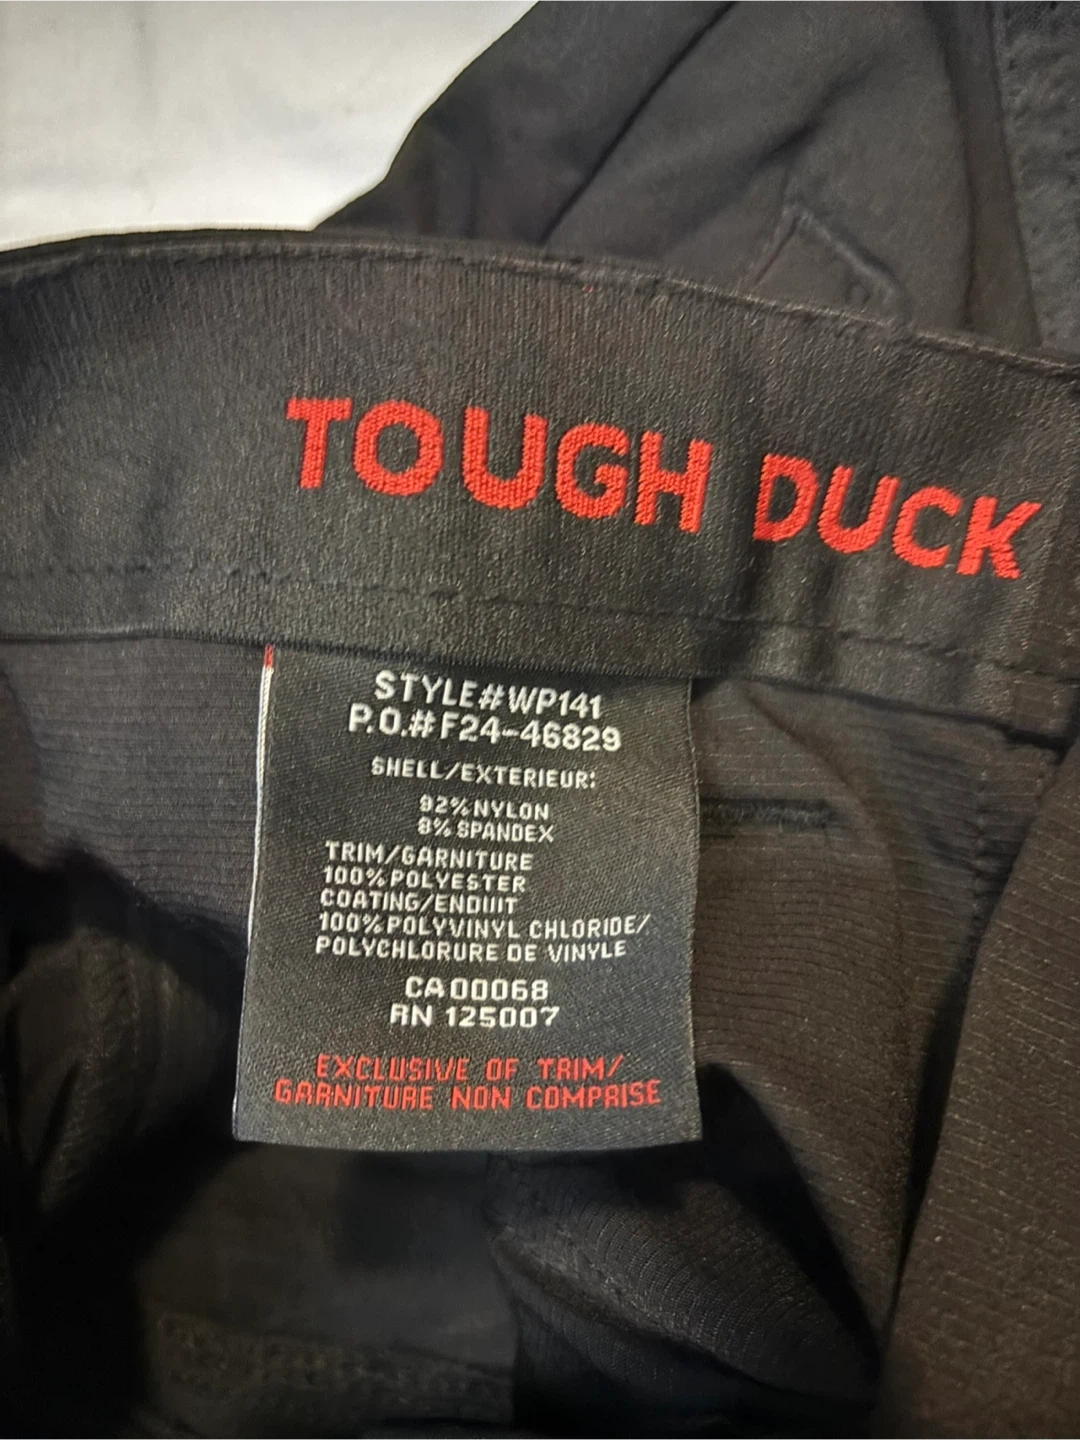 TOUGH DUCK
STYLE#WP141
P.O.# F24-46829
SHELL/EXTERIEUR:
92% NYLON
8% SPANDEX
TRIM/GARNITURE
100% POLYESTER
COATING/ENDUIT
100% POLYVINYL CHLORIDE/
POLYCHLORURE DE VINYLE
CA 00068
RN 125007
EXCLUSIVE OF TRIM/
GARNITURE NON COMPRISE